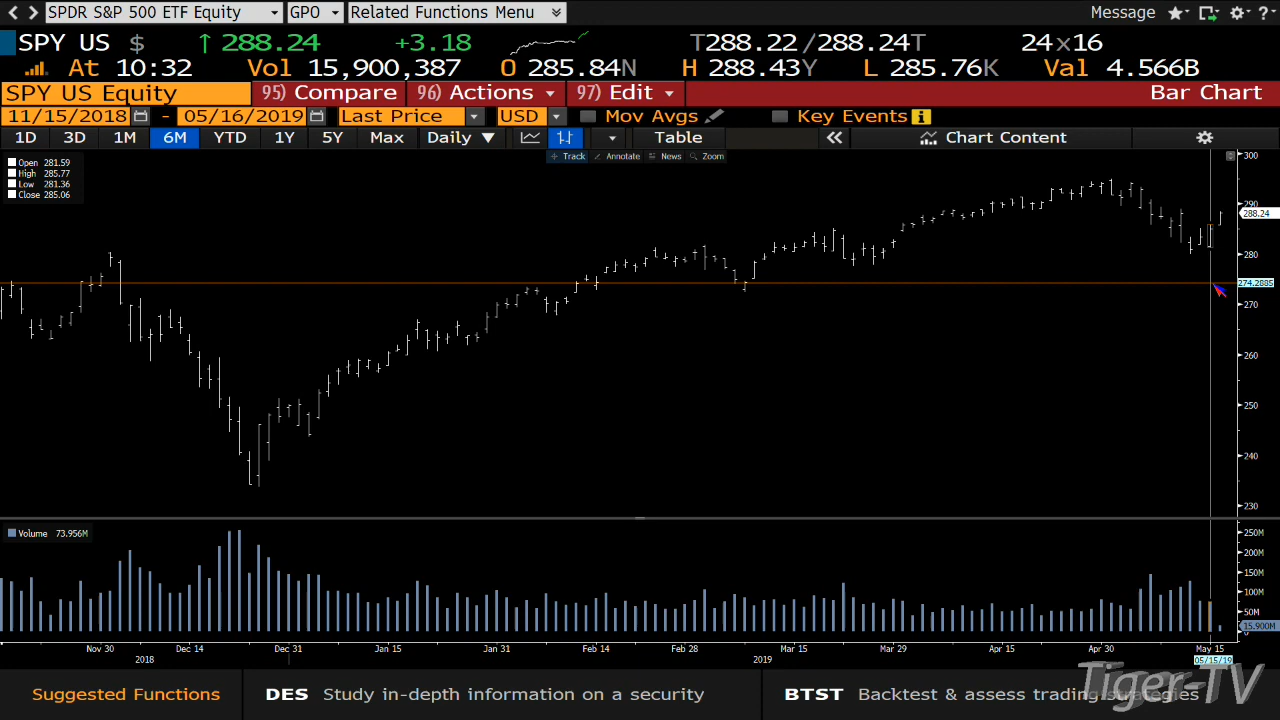 SPDR S&P 500 ETF Equity GPO Related Functions Menu Message ?
SPY US $ ↑ 288.24 +3.18 T288.22 /288.24T 24x16
At 10:32 Vol 15,900,387 O 285.84N H 288.43Y L 285.76K Val 4.566B
SPY US Equity 95) Compare 96) Actions 97) Edit Bar Chart
11/15/2018 - 05/16/2019 Last Price USD Mov Avgs Key Events i
1D 3D 1M 6M YTD 1Y 5Y Max Daily ▼ Table « Chart Content
Track Annotate News Zoom
Open 281.59
High 285.77
Low 281.36
Close 285.06
300
290
288.24
280
274.2885
270
260
250
240
230
Volume 73.956M
250M
200M
150M
100M
50M
15.900M
0
Nov 30 Dec 14 Dec 31 Jan 15 Jan 31 Feb 14 Feb 28 Mar 15 Mar 29 Apr 15 Apr 30 May 15
2018 2019 05/15/19
Suggested Functions DES Study in-depth information on a security BTST Backtest & assess trading strategies
Tiger-TV